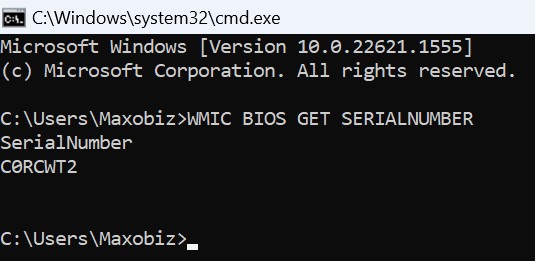 C:\Windows\system32\cmd.exe
Microsoft Windows [Version 10.0.22621.1555]
(c) Microsoft Corporation. All rights reserved.
C:\Users\Maxobiz>WMIC BIOS GET SERIALNUMBER
SerialNumber
C0RCWT2
C:\Users\Maxobiz>